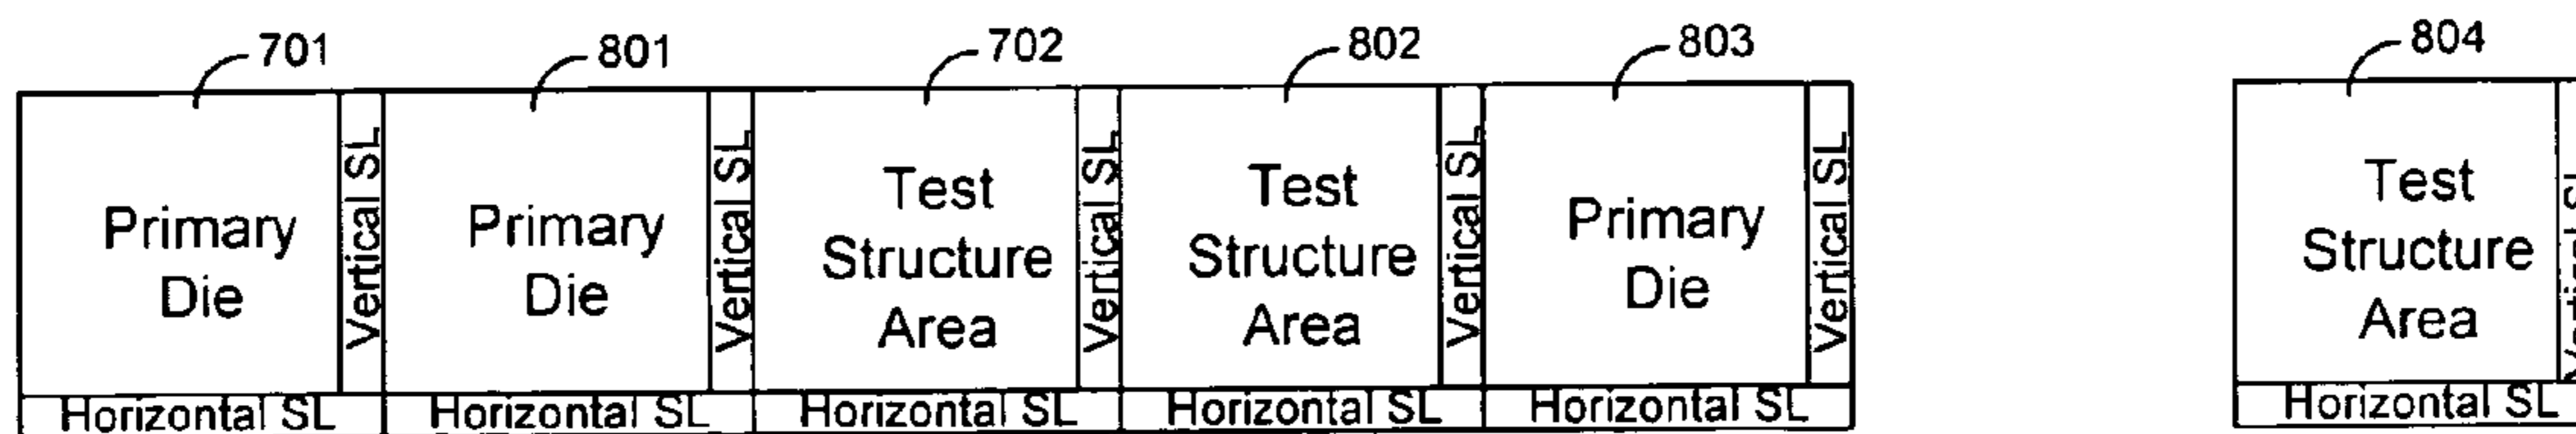 701
801
702
802
803
804
Primary
Die
Vertical SL
Primary
Die
Vertical SL
Test
Structure
Area
Vertical SL
Test
Structure
Area
Vertical SL
Primary
Die
Vertical SL
Test
Structure
Area
Horizontal SL
Horizontal SL
Horizontal SL
Horizontal SL
Horizontal SL
Horizontal SL